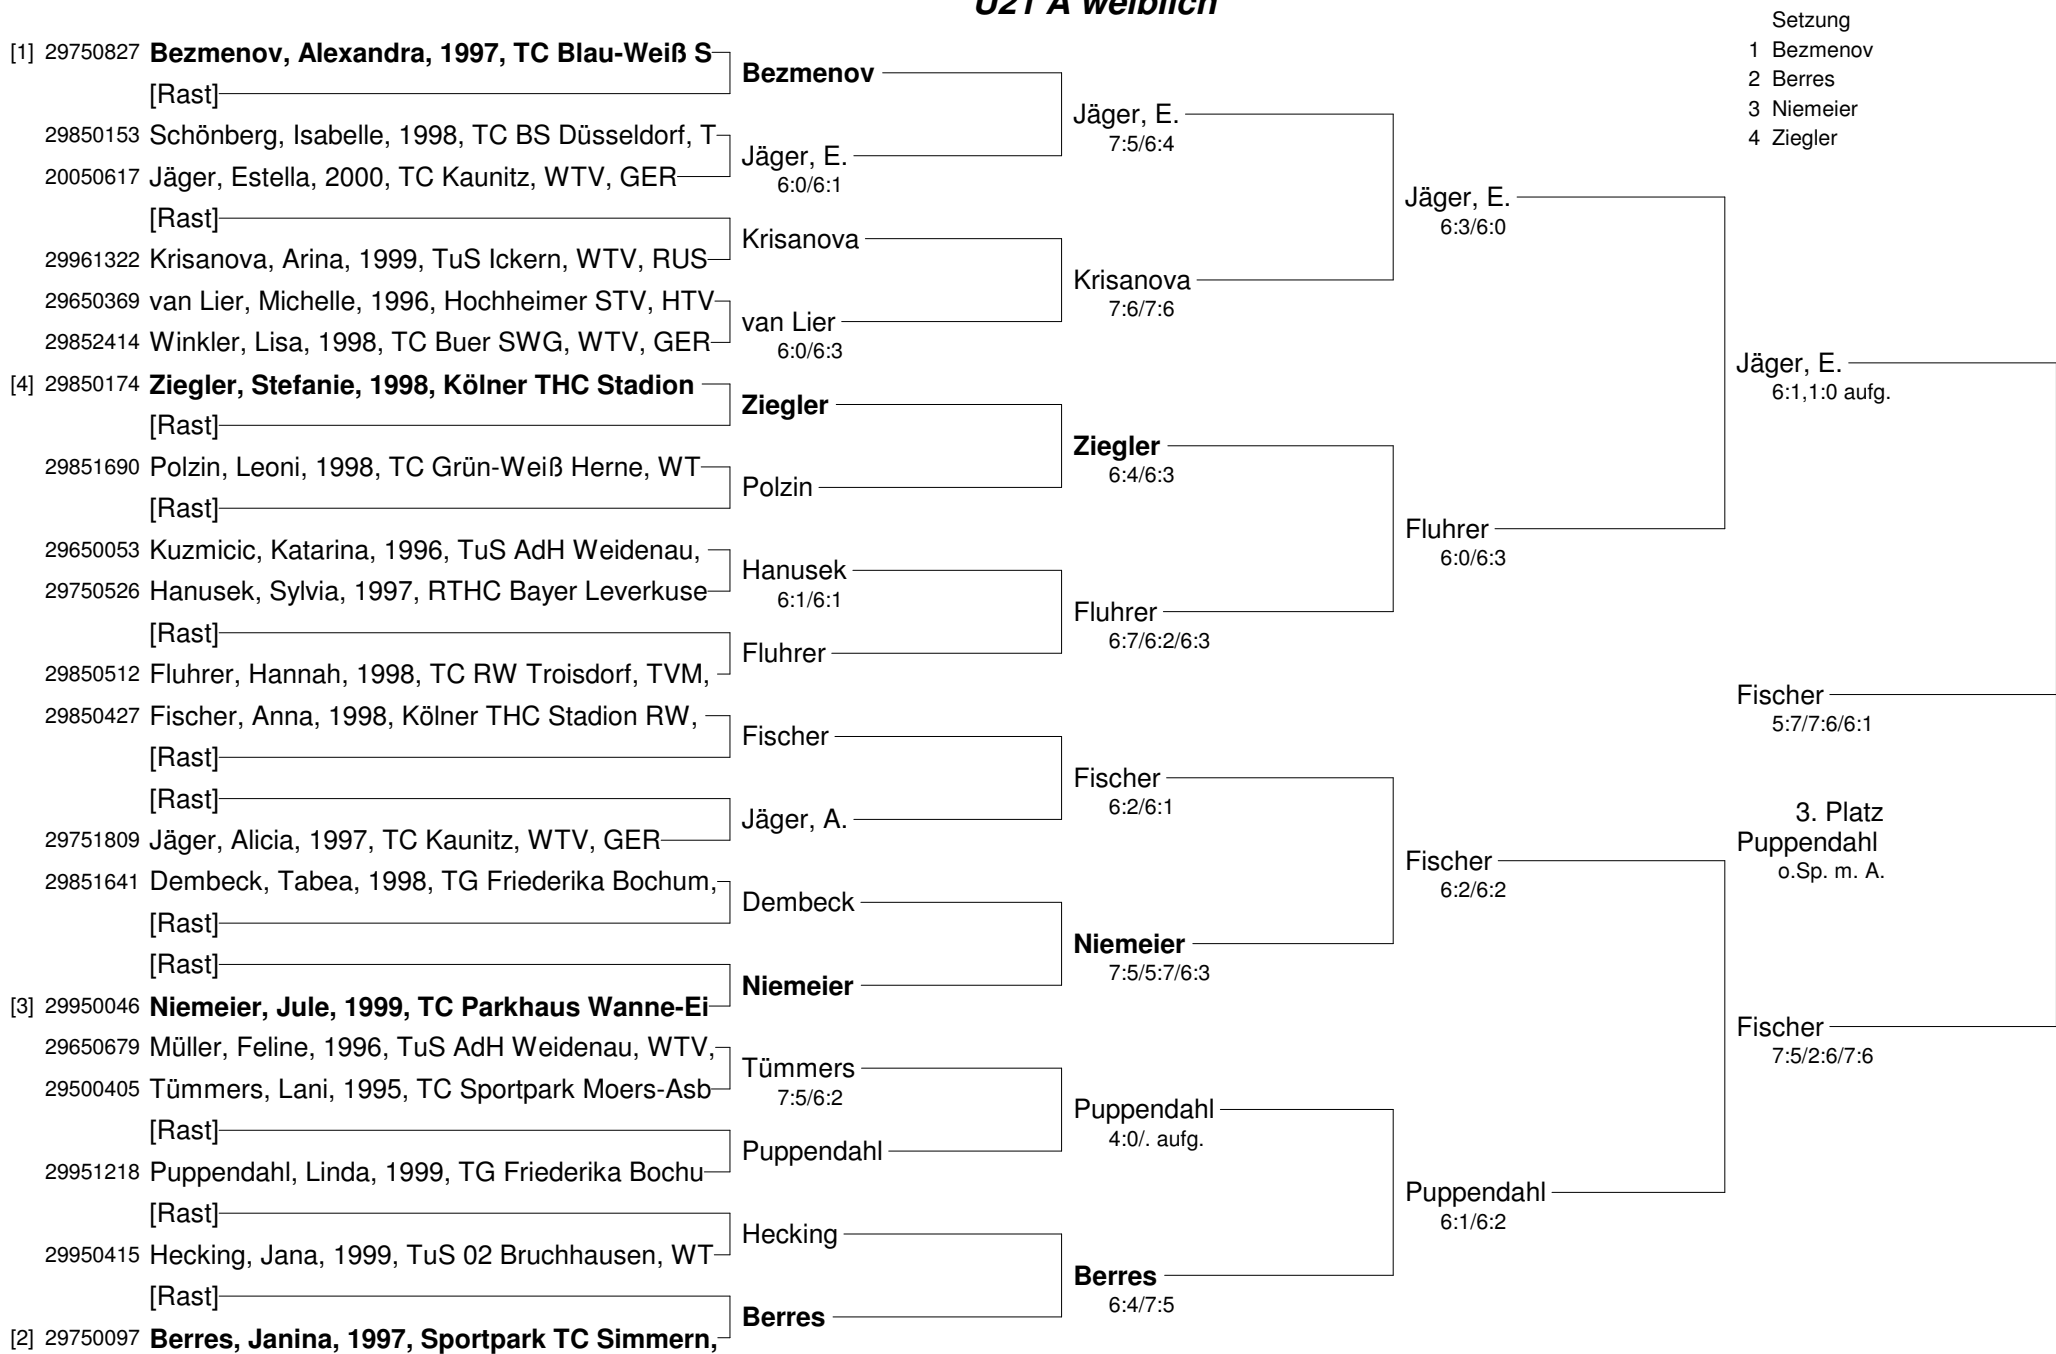 U21 A weiblich
Setzung
1 Bezmenov
2 Berres
3 Niemeier
4 Ziegler
[1] 29750827 Bezmenov, Alexandra, 1997, TC Blau-Weiß S
[Rast]
29850153 Schönberg, Isabelle, 1998, TC BS Düsseldorf, T
20050617 Jäger, Estella, 2000, TC Kaunitz, WTV, GER
[Rast]
29961322 Krisanova, Arina, 1999, TuS Ickern, WTV, RUS
29650369 van Lier, Michelle, 1996, Hochheimer STV, HTV
29852414 Winkler, Lisa, 1998, TC Buer SWG, WTV, GER
[4] 29850174 Ziegler, Stefanie, 1998, Kölner THC Stadion
[Rast]
29851690 Polzin, Leoni, 1998, TC Grün-Weiß Herne, WT
[Rast]
29650053 Kuzmicic, Katarina, 1996, TuS AdH Weidenau,
29750526 Hanusek, Sylvia, 1997, RTHC Bayer Leverkuse
[Rast]
29850512 Fluhrer, Hannah, 1998, TC RW Troisdorf, TVM,
29850427 Fischer, Anna, 1998, Kölner THC Stadion RW,
[Rast]
[Rast]
29751809 Jäger, Alicia, 1997, TC Kaunitz, WTV, GER
29851641 Dembeck, Tabea, 1998, TG Friederika Bochum,
[Rast]
[Rast]
[3] 29950046 Niemeier, Jule, 1999, TC Parkhaus Wanne-Ei
29650679 Müller, Feline, 1996, TuS AdH Weidenau, WTV,
29500405 Tümmers, Lani, 1995, TC Sportpark Moers-Asb
[Rast]
29951218 Puppendahl, Linda, 1999, TG Friederika Bochu
[Rast]
29950415 Hecking, Jana, 1999, TuS 02 Bruchhausen, WT
[Rast]
[2] 29750097 Berres, Janina, 1997, Sportpark TC Simmern,
Bezmenov
Jäger, E.
6:0/6:1
Krisanova
van Lier
6:0/6:3
Ziegler
Polzin
Hanusek
6:1/6:1
Fluhrer
Fischer
Jäger, A.
Dembeck
Niemeier
Tümmers
7:5/6:2
Puppendahl
Hecking
Berres
Jäger, E.
7:5/6:4
Krisanova
7:6/7:6
Ziegler
6:4/6:3
Fluhrer
6:7/6:2/6:3
Fischer
6:2/6:1
Niemeier
7:5/5:7/6:3
Puppendahl
4:0/. aufg.
Berres
6:4/7:5
Jäger, E.
6:3/6:0
Fluhrer
6:0/6:3
Fischer
6:2/6:2
Puppendahl
6:1/6:2
Jäger, E.
6:1,1:0 aufg.
Fischer
5:7/7:6/6:1
3. Platz
Puppendahl
o.Sp. m. A.
Fischer
7:5/2:6/7:6